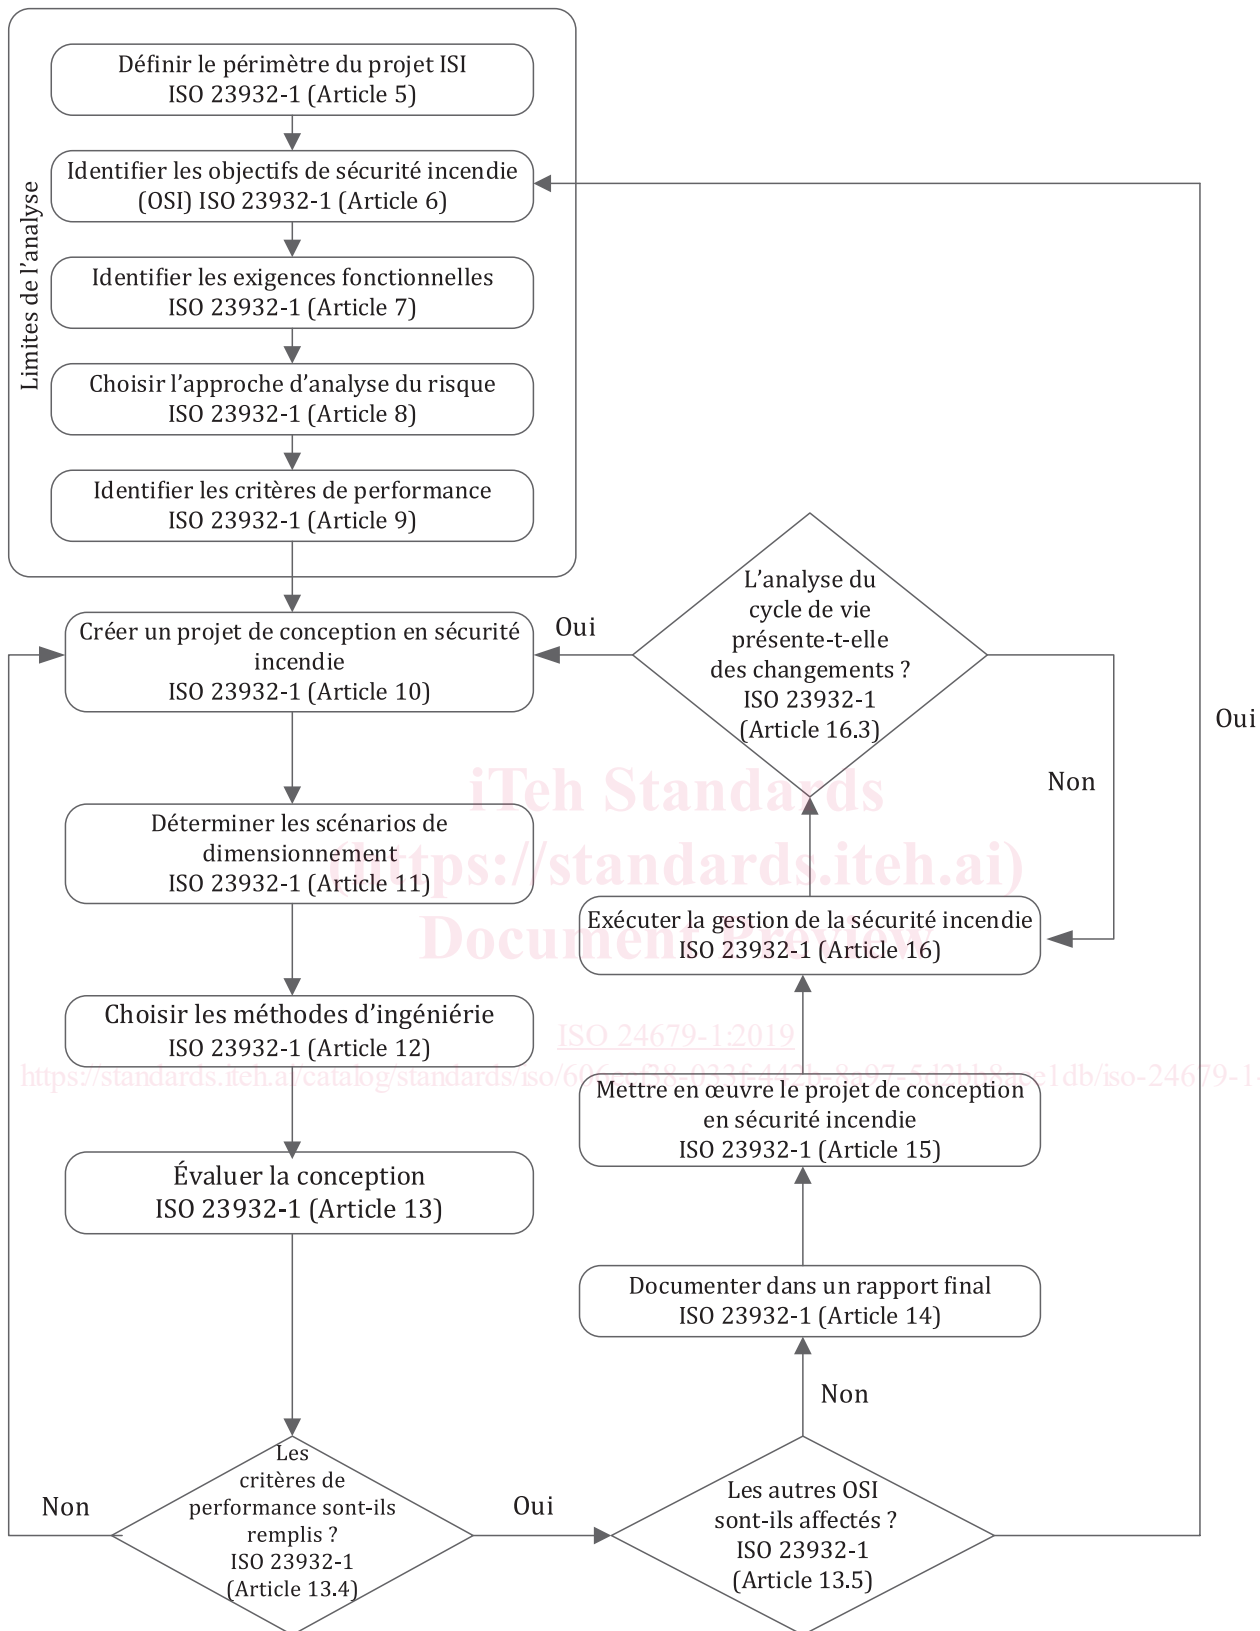 Limites de l’analyse
Définir le périmètre du projet ISI
ISO 23932-1 (Article 5)
Identifier les objectifs de sécurité incendie
(OSI) ISO 23932-1 (Article 6)
Identifier les exigences fonctionnelles
ISO 23932-1 (Article 7)
Choisir l’approche d’analyse du risque
ISO 23932-1 (Article 8)
Identifier les critères de performance
ISO 23932-1 (Article 9)
Créer un projet de conception en sécurité
incendie
ISO 23932-1 (Article 10)
Oui
L’analyse du
cycle de vie
présente-t-elle
des changements ?
ISO 23932-1
(Article 16.3)
Oui
Non
iTeh Standards
(https://standards.iteh.ai)
Document Preview
Déterminer les scénarios de
dimensionnement
ISO 23932-1 (Article 11)
Exécuter la gestion de la sécurité incendie
ISO 23932-1 (Article 16)
Choisir les méthodes d’ingéniérie
ISO 23932-1 (Article 12)
ISO 24679-1:2019
Mettre en œuvre le projet de conception
en sécurité incendie
ISO 23932-1 (Article 15)
Évaluer la conception
ISO 23932-1 (Article 13)
Documenter dans un rapport final
ISO 23932-1 (Article 14)
Non
Les
critères de
performance sont-ils
remplis ?
ISO 23932-1
(Article 13.4)
Non
Oui
Les autres OSI
sont-ils affectés ?
ISO 23932-1
(Article 13.5)